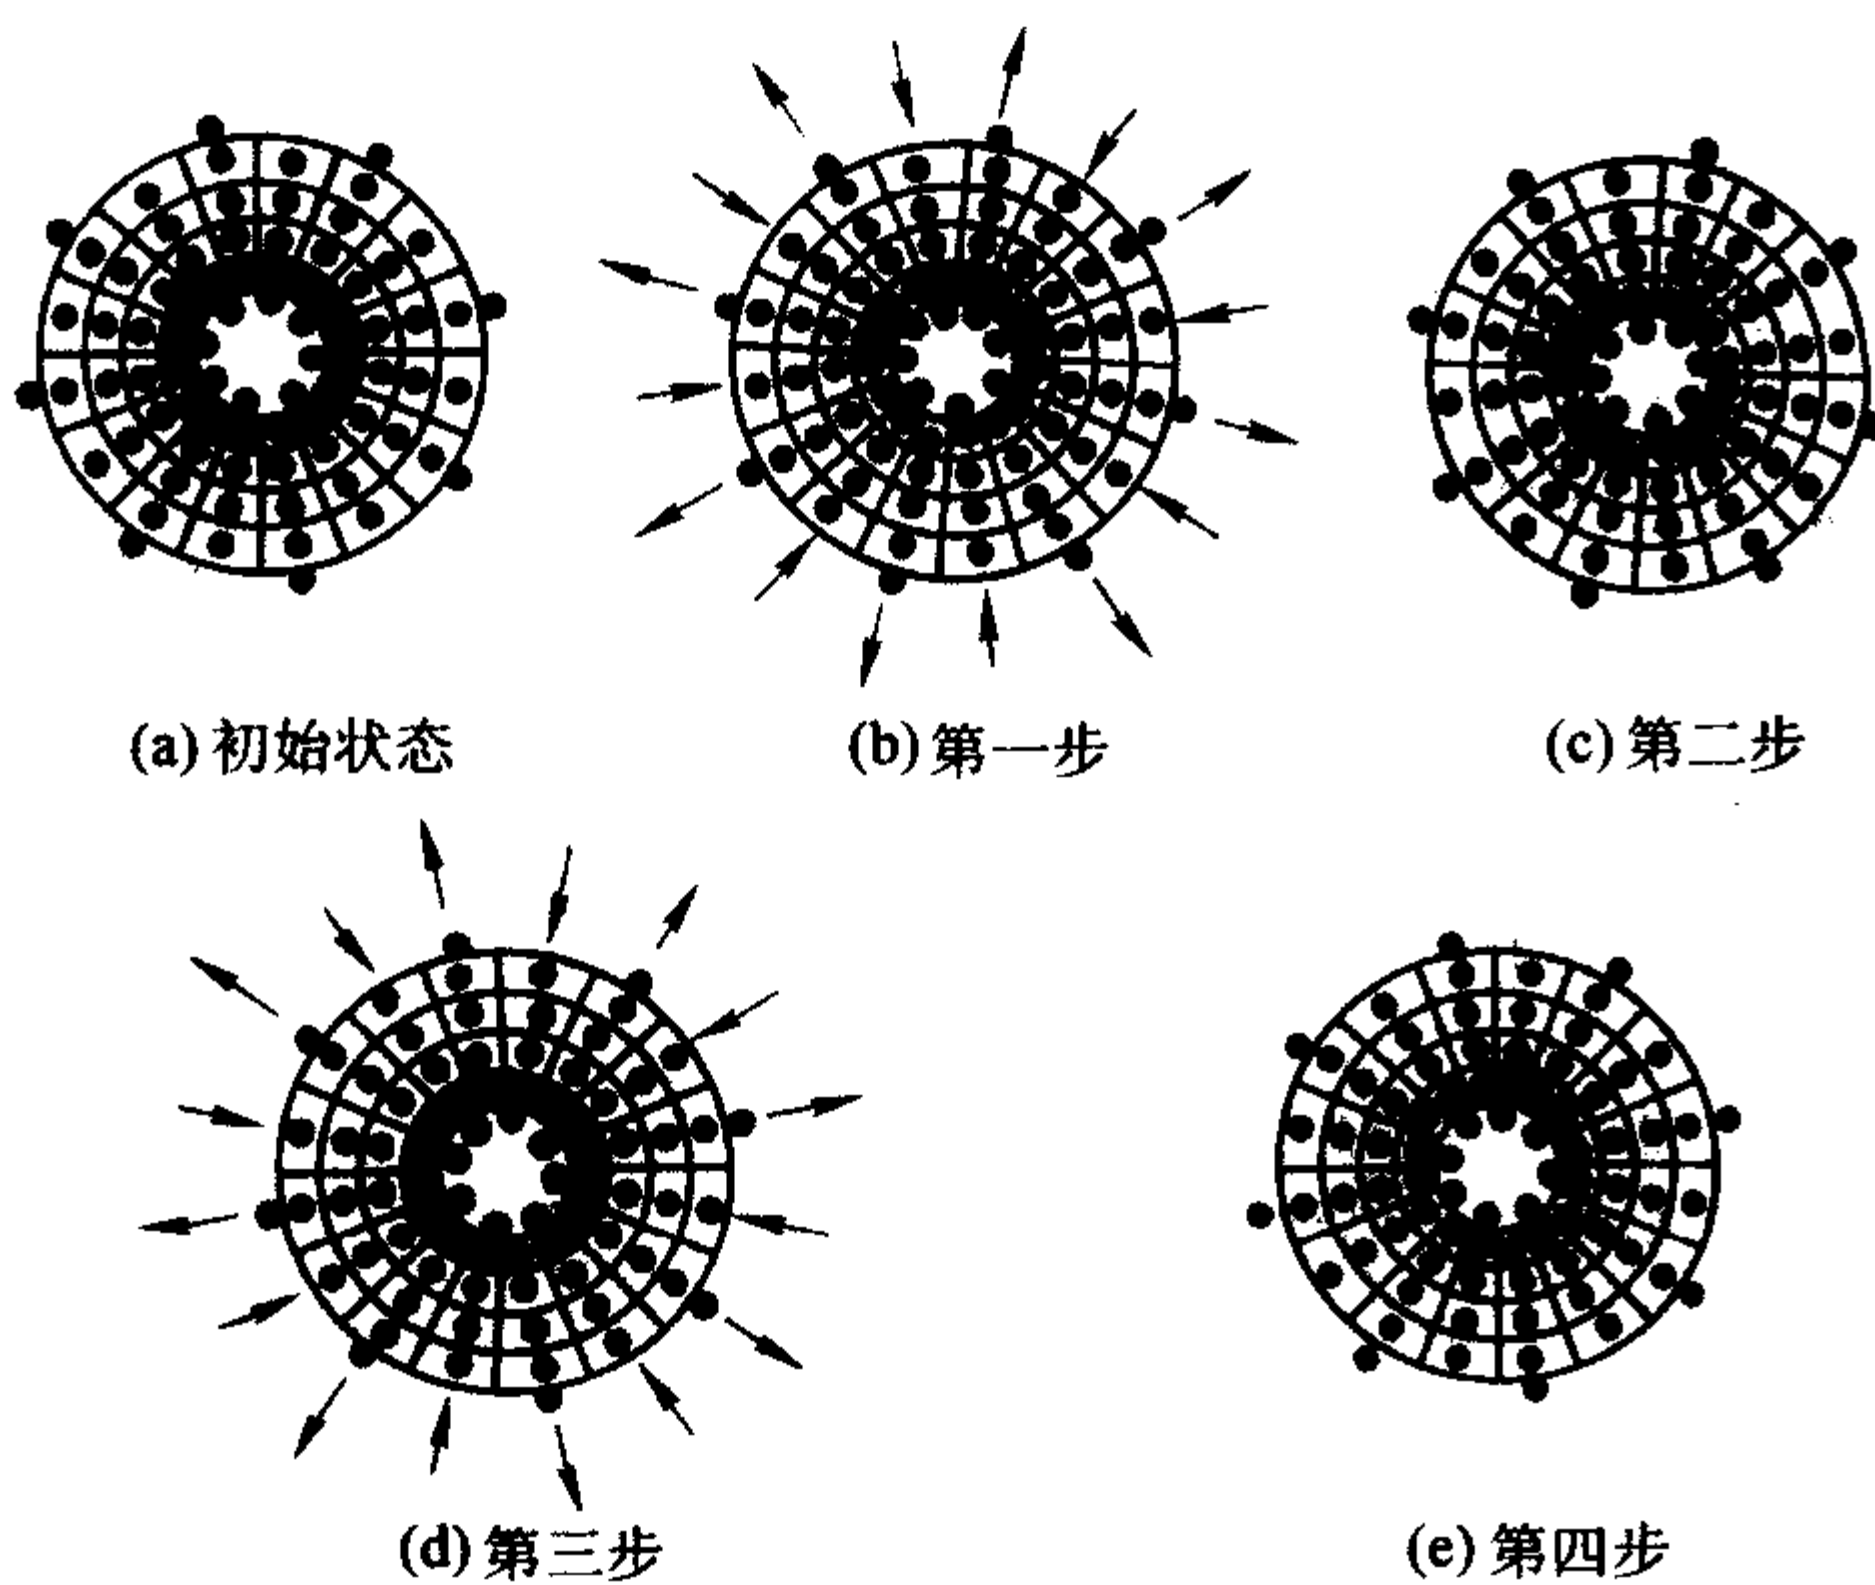 (a) 初始状态
(b) 第一步
(c) 第二步
(d) 第三步
(e) 第四步